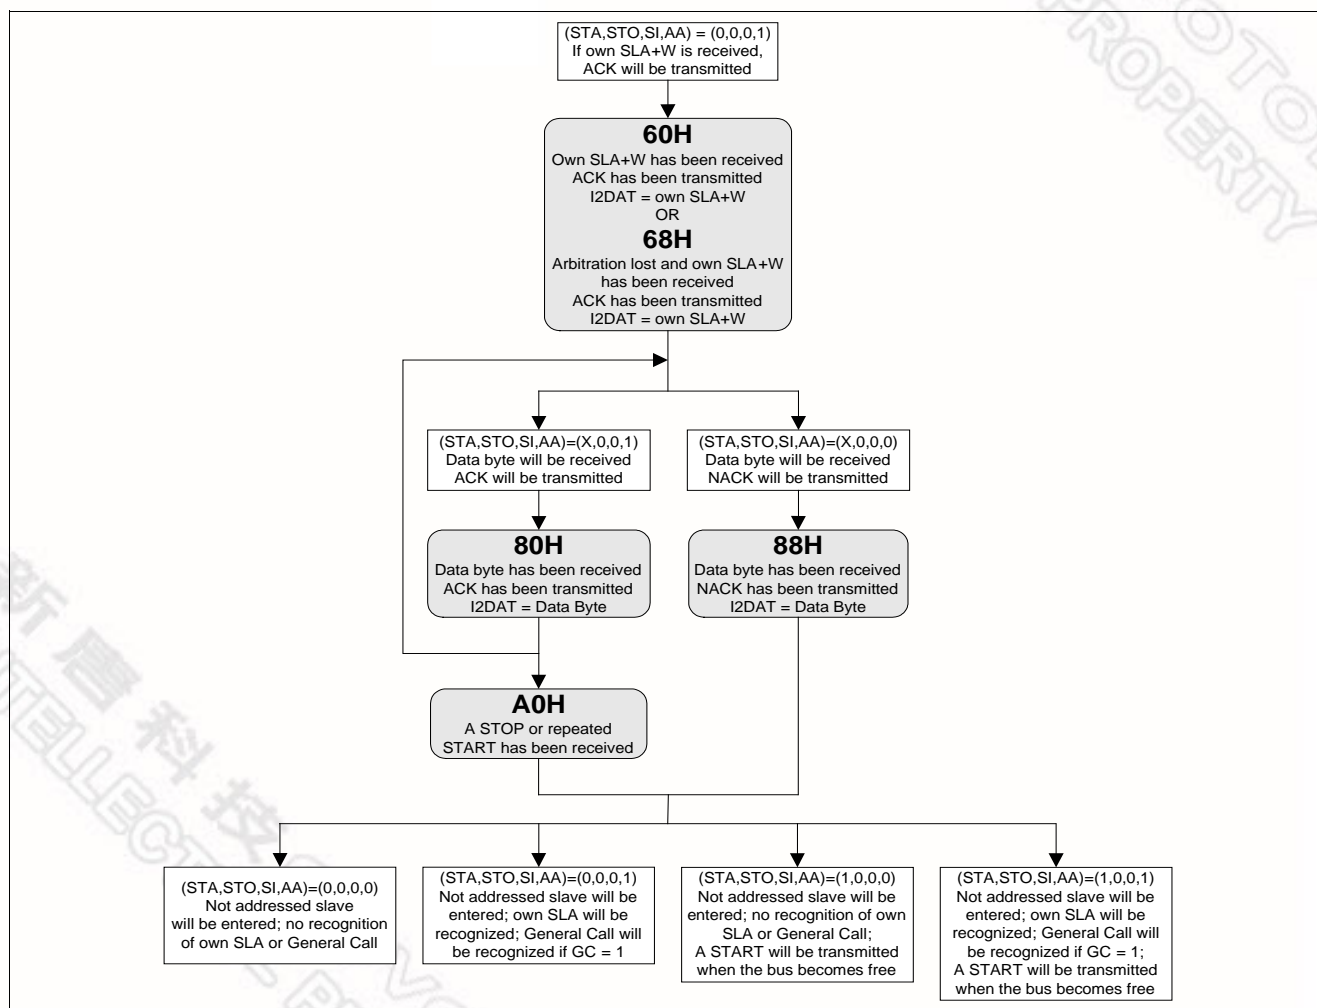 (STA,STO,SI,AA) = (0,0,0,1)
If own SLA+W is received,
ACK will be transmitted
60H
Own SLA+W has been received
ACK has been transmitted
I2DAT = own SLA+W
OR
68H
Arbitration lost and own SLA+W
has been received
ACK has been transmitted
I2DAT = own SLA+W
(STA,STO,SI,AA)=(X,0,0,1)
Data byte will be received
ACK will be transmitted
(STA,STO,SI,AA)=(X,0,0,0)
Data byte will be received
NACK will be transmitted
80H
Data byte has been received
ACK has been transmitted
I2DAT = Data Byte
88H
Data byte has been received
NACK has been transmitted
I2DAT = Data Byte
A0H
A STOP or repeated
START has been received
(STA,STO,SI,AA)=(0,0,0,0)
Not addressed slave
will be entered; no recognition
of own SLA or General Call
(STA,STO,SI,AA)=(0,0,0,1)
Not addressed slave will be
entered; own SLA will be
recognized; General Call will
be recognized if GC = 1
(STA,STO,SI,AA)=(1,0,0,0)
Not addressed slave will be
entered; no recognition of own
SLA or General Call;
A START will be transmitted
when the bus becomes free
(STA,STO,SI,AA)=(1,0,0,1)
Not addressed slave will be
entered; own SLA will be
recognized; General Call will
be recognized if GC = 1;
A START will be transmitted
when the bus becomes free
PROPERTY
新唐科技